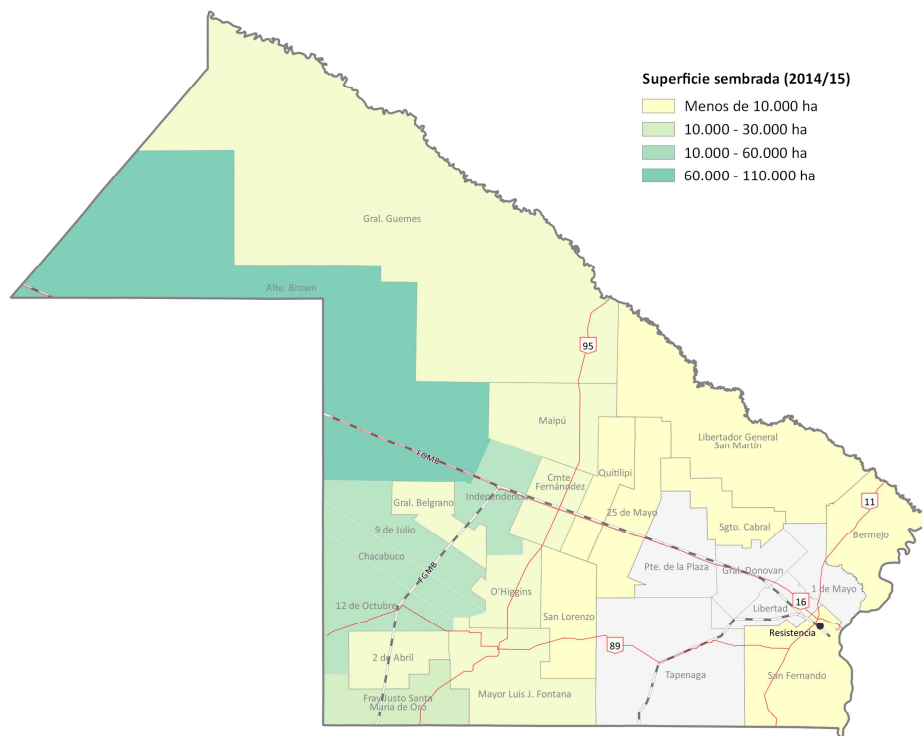 Superficie sembrada (2014/15)
Menos de 10.000 ha
10.000 - 30.000 ha
10.000 - 60.000 ha
60.000 - 110.000 ha
Gral. Guemes
Alte. Brown
95
Maipú
Libertador General
San Martín
FGMB
Cmte
Fernánndez
Quitilipi
Independencia
Gral. Belgrano
11
25 de Mayo
Sgto. Cabral
9 de Julio
Bermejo
Chacabuco
FGMB
Pte. de la Plaza
Gral. Donovan
O'Higgins
1 de Mayo
12 de Octubre
16
Libertad
San Lorenzo
Resistencia
89
2 de Abril
Tapenaga
San Fernando
Fray Justo Santa
Maria de Oro
Mayor Luis J. Fontana